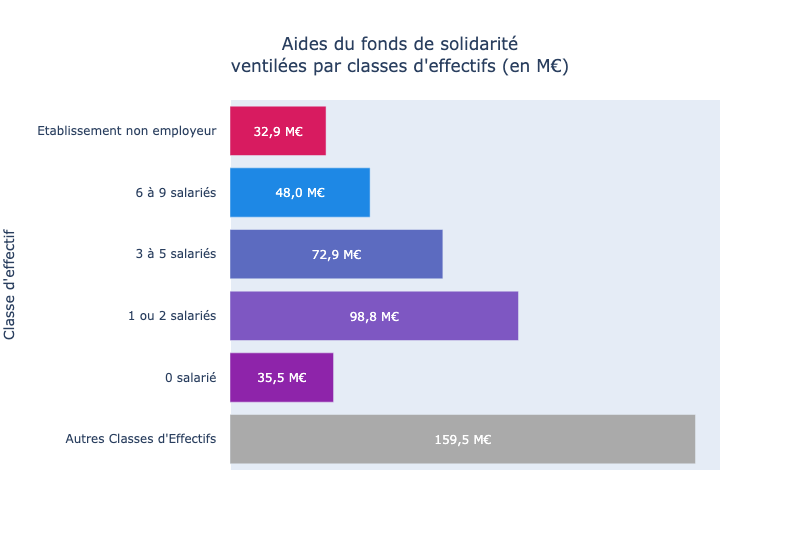 Aides du fonds de solidarité
ventilées par classes d'effectifs (en M€)
Classe d'effectif
Etablissement non employeur
32,9 M€
6 à 9 salariés
48,0 M€
3 à 5 salariés
72,9 M€
1 ou 2 salariés
98,8 M€
0 salarié
35,5 M€
Autres Classes d'Effectifs
159,5 M€